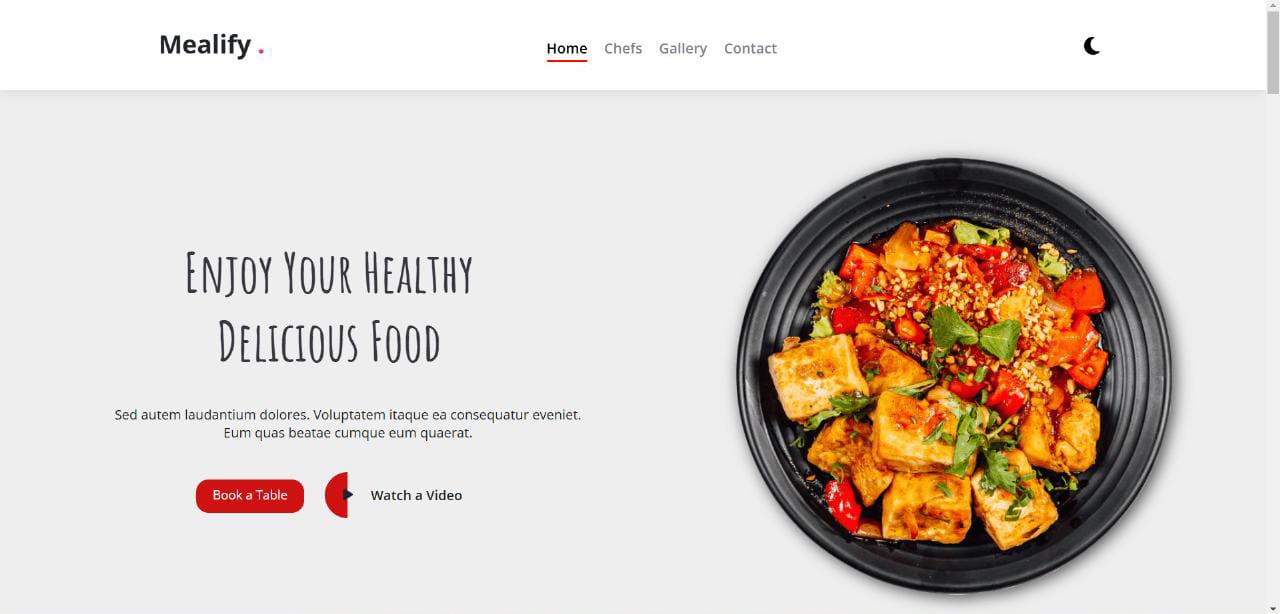 Mealify .
Home Chefs Gallery Contact
Enjoy Your Healthy
Delicious Food
Sed autem laudantium dolores. Voluptatem itaque ea consequatur eveniet.
Eum quas beatae cumque eum quaerat.
Book a Table Watch a Video